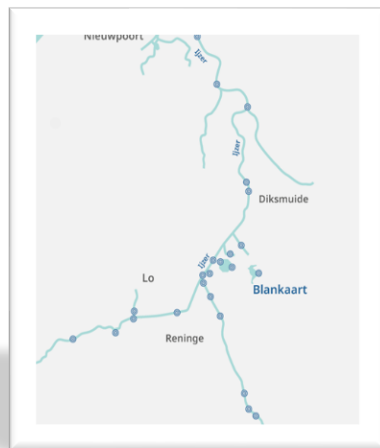 Nieuwpoort
Ijzer
Ijzer
Diksmuide
Ijzer
Lo
Blankaart
Reninge